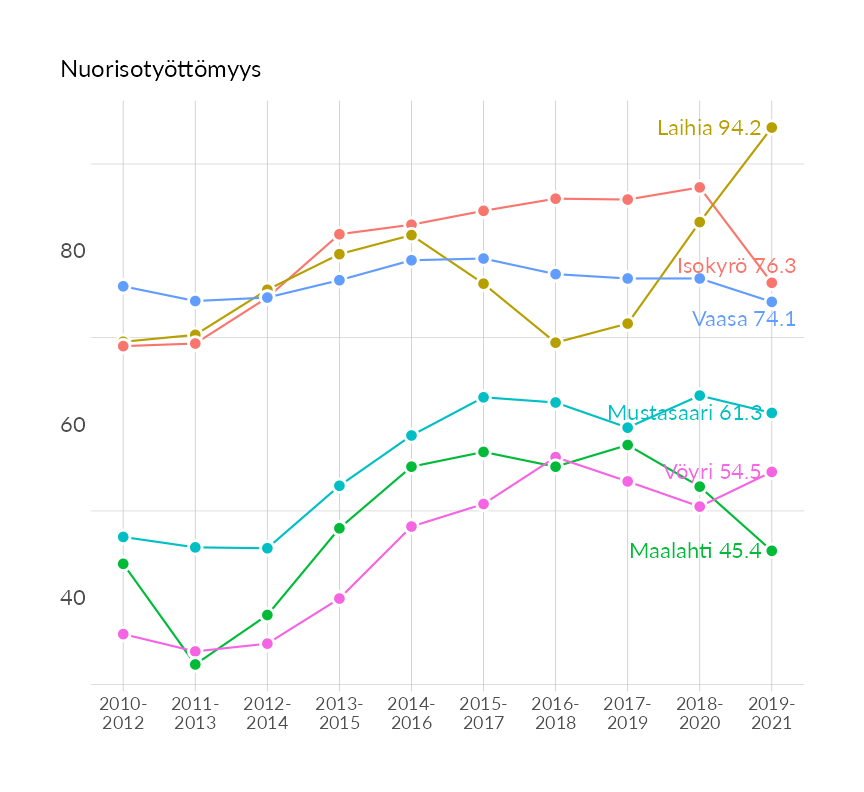 Nuorisotyöttömyys
Laihia 94.2
80
Isokyrö 76.3
Vaasa 74.1
Mustasaari 61.3
60
Vöyri 54.5
Maalahti 45.4
40
2010- 2011- 2012- 2013- 2014- 2015- 2016- 2017- 2018- 2019-
2012 2013 2014 2015 2016 2017 2018 2019 2020 2021